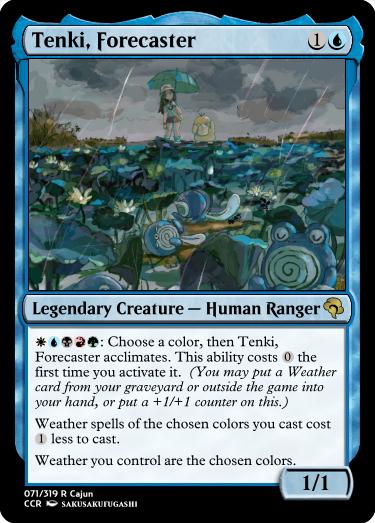 Tenki, Forecaster 1
Legendary Creature — Human Ranger
: Choose a color, then Tenki,
Forecaster acclimates. This ability costs 0 the
first time you activate it. (You may put a Weather
card from your graveyard or outside the game into
your hand, or put a +1/+1 counter on this.)
Weather spells of the chosen colors you cast cost
1 less to cast.
Weather you control are the chosen colors.
1/1
071/319 R Cajun
CCR SAKUSAKUFUGASHI